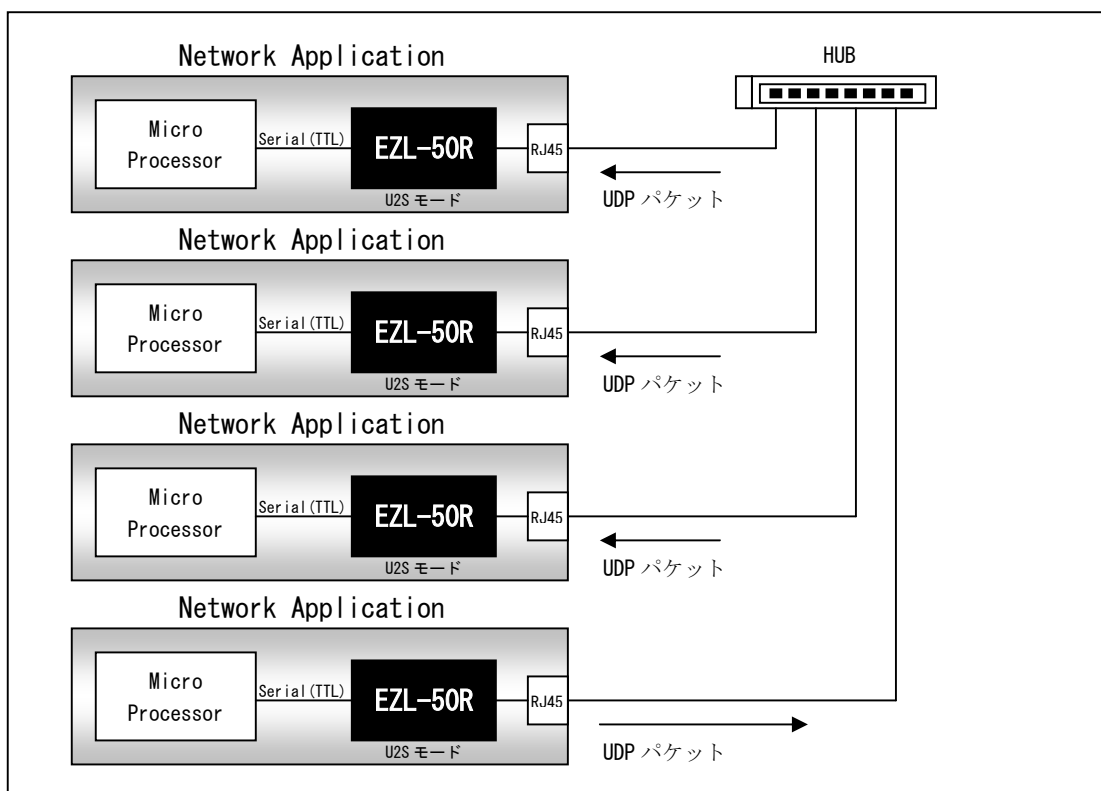 Network Application
HUB
Micro
Processor
Serial(TTL)
EZL-50R
RJ45
U2S モード
UDP パケット
Network Application
Micro
Processor
Serial(TTL)
EZL-50R
RJ45
U2S モード
UDP パケット
Network Application
Micro
Processor
Serial(TTL)
EZL-50R
RJ45
U2S モード
UDP パケット
Network Application
Micro
Processor
Serial(TTL)
EZL-50R
RJ45
U2S モード
UDP パケット